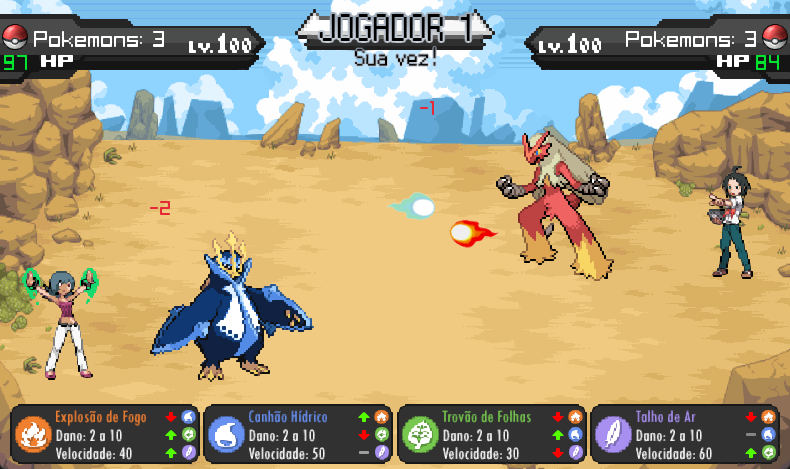 JOGADOR 1
Sua vez!
Pokemons: 3
Lv.100
97 HP
Pokemons: 3
Lv.100
HP 84
-1
-2
Explosão de Fogo
Dano: 2 a 10
Velocidade: 40
Canhão Hídrico
Dano: 2 a 10
Velocidade: 50
Trovão de Folhas
Dano: 2 a 10
Velocidade: 30
Talho de Ar
Dano: 2 a 10
Velocidade: 60